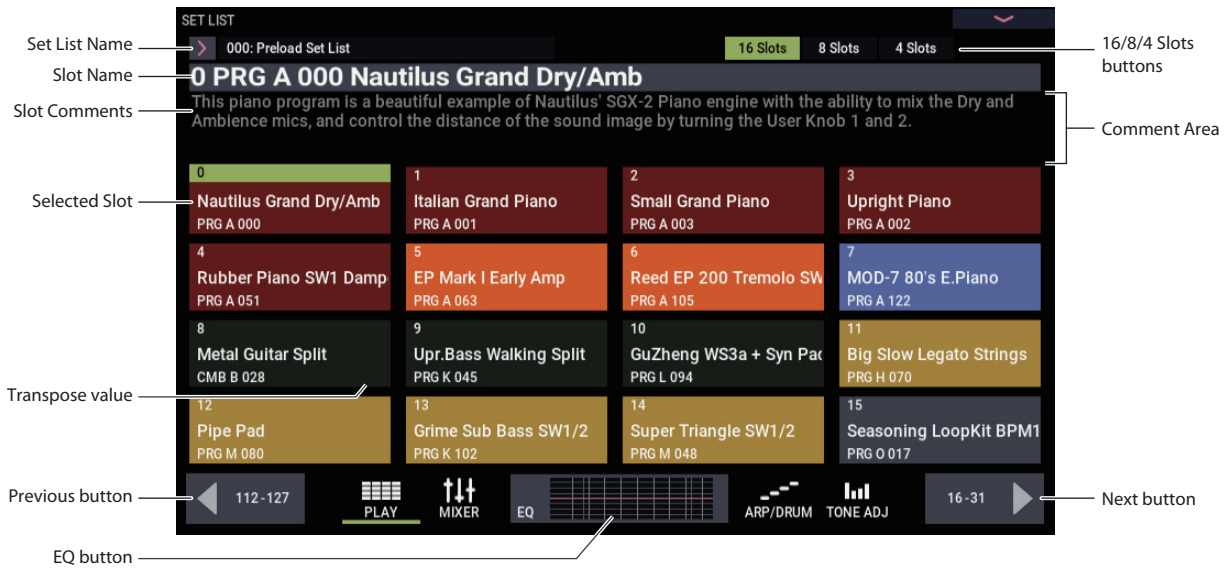 SET LIST
Set List Name
000: Preload Set List
16 Slots
8 Slots
4 Slots
16/8/4 Slots
buttons
Slot Name
0 PRG A 000 Nautilus Grand Dry/Amb
Slot Comments
This piano program is a beautiful example of Nautilus' SGX-2 Piano engine with the ability to mix the Dry and
Ambience mics, and control the distance of the sound image by turning the User Knob 1 and 2.
Comment Area
Selected Slot
0
Nautilus Grand Dry/Amb
PRG A 000
1
Italian Grand Piano
PRG A 001
2
Small Grand Piano
PRG A 003
3
Upright Piano
PRG A 002
4
Rubber Piano SW1 Damp
PRG A 051
5
EP Mark I Early Amp
PRG A 063
6
Reed EP 200 Tremolo SW
PRG A 105
7
MOD-7 80's E.Piano
PRG A 122
8
Metal Guitar Split
CMB B 028
9
Upr.Bass Walking Split
PRG K 045
10
GuZheng WS3a + Syn Pad
PRG L 094
11
Big Slow Legato Strings
PRG H 070
Transpose value
12
Pipe Pad
PRG M 080
13
Grime Sub Bass SW1/2
PRG K 102
14
Super Triangle SW1/2
PRG M 048
15
Seasoning LoopKit BPM1
PRG O 017
Previous button
112-127
PLAY
MIXER
EQ
ARP/DRUM
TONE ADJ
16-31
Next button
EQ button